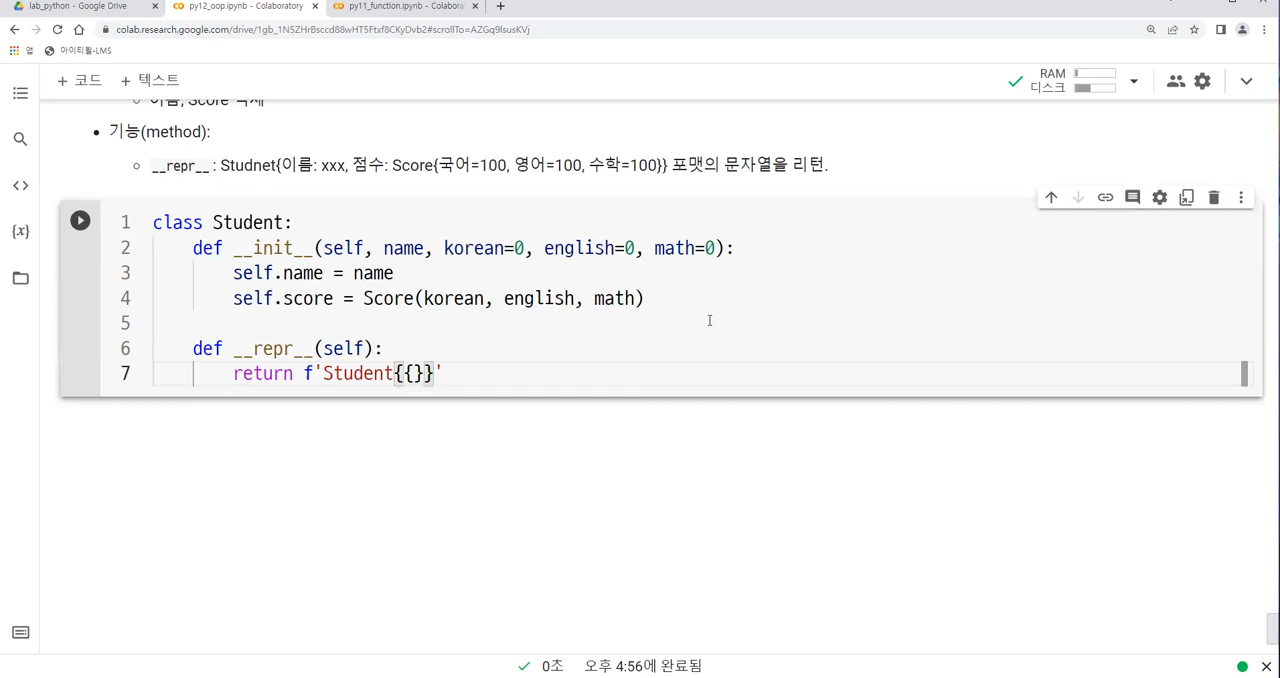 lab_python - Google Drive
py12_oop.ipynb - Colaboratory
py11_function.ipynb - Colabora
colab.research.google.com/drive/1gb_1N5ZHrBsccd88wHT5Ftxf8CKyDvb2#scrollTo=AZGq9lsusKVj
앱 아이티윌-LMS
+ 코드 + 텍스트
RAM
디스크
기능(method):
__repr__: Studnet{이름: xxx, 점수: Score{국어=100, 영어=100, 수학=100}} 포맷의 문자열을 리턴.
1 class Student:
2 def __init__(self, name, korean=0, english=0, math=0):
3 self.name = name
4 self.score = Score(korean, english, math)
5
6 def __repr__(self):
7 return f'Student{{}}'
0초 오후 4:56에 완료됨